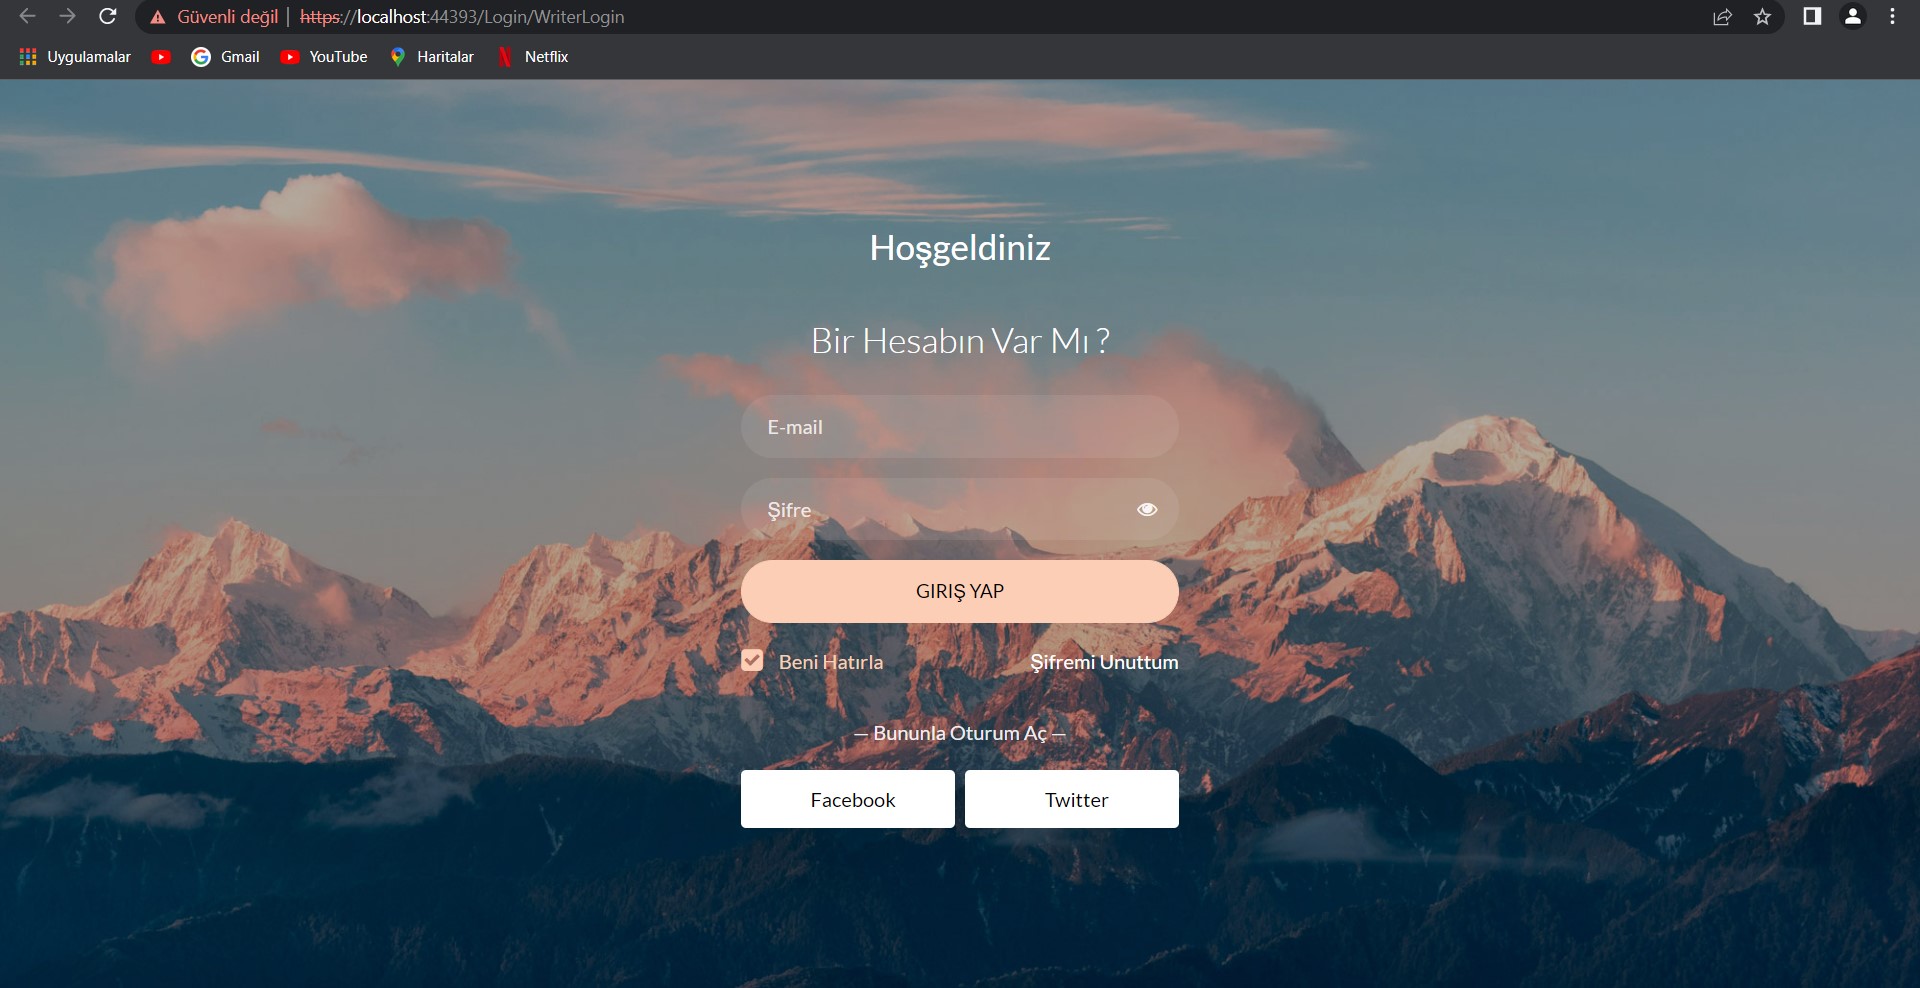 Güvenli değil | https://localhost:44393/Login/WriterLogin
Uygulamalar Gmail YouTube Haritalar Netflix
Hoşgeldiniz
Bir Hesabın Var Mı ?
E-mail
Şifre
GIRIŞ YAP
Beni Hatırla Şifremi Unuttum
— Bununla Oturum Aç —
Facebook Twitter